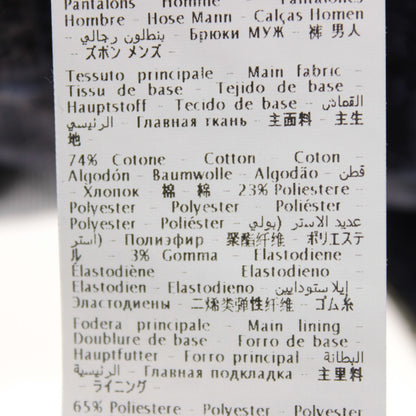 Pantalons Homme - Pantalones
Hombre - Hose Mann - Calças Homen
- بنطلون رجالي - Брюки МУЖ - 裤 男人
- ズボン メンズ -
Tessuto principale - Main fabric -
Tissu de base - Tejido de base -
Hauptstoff - Tecido de base - القماش
الرئيسي - Главная ткань - 主面料 - 主生
地 -
74% Cotone - Cotton - Coton -
Algodón - Baumwolle - Algodão - قطن
- Хлопок - 棉 - 綿 - 23% Poliestere -
Polyester - Polyester - Poliéster -
Polyester - Poliéster - عديد الاستر (بولي
أستر) - Полиэфир - 聚酯纤维 - ポリエステ
ル - 3% Gomma - Elastodiene -
Élastodiène - Elastodieno -
Elastodien - Elastodieno - إيلاستودايين -
Эластодиены - 二烯类弹性纤维 - ゴム糸
Fodera principale - Main lining -
Doublure de base - Forro de base -
Hauptfutter - Forro principal - البطانة
الرئيسية - Главная подкладка - 主里料
- ライニング -
65% Poliestere - Polyester - Polyester